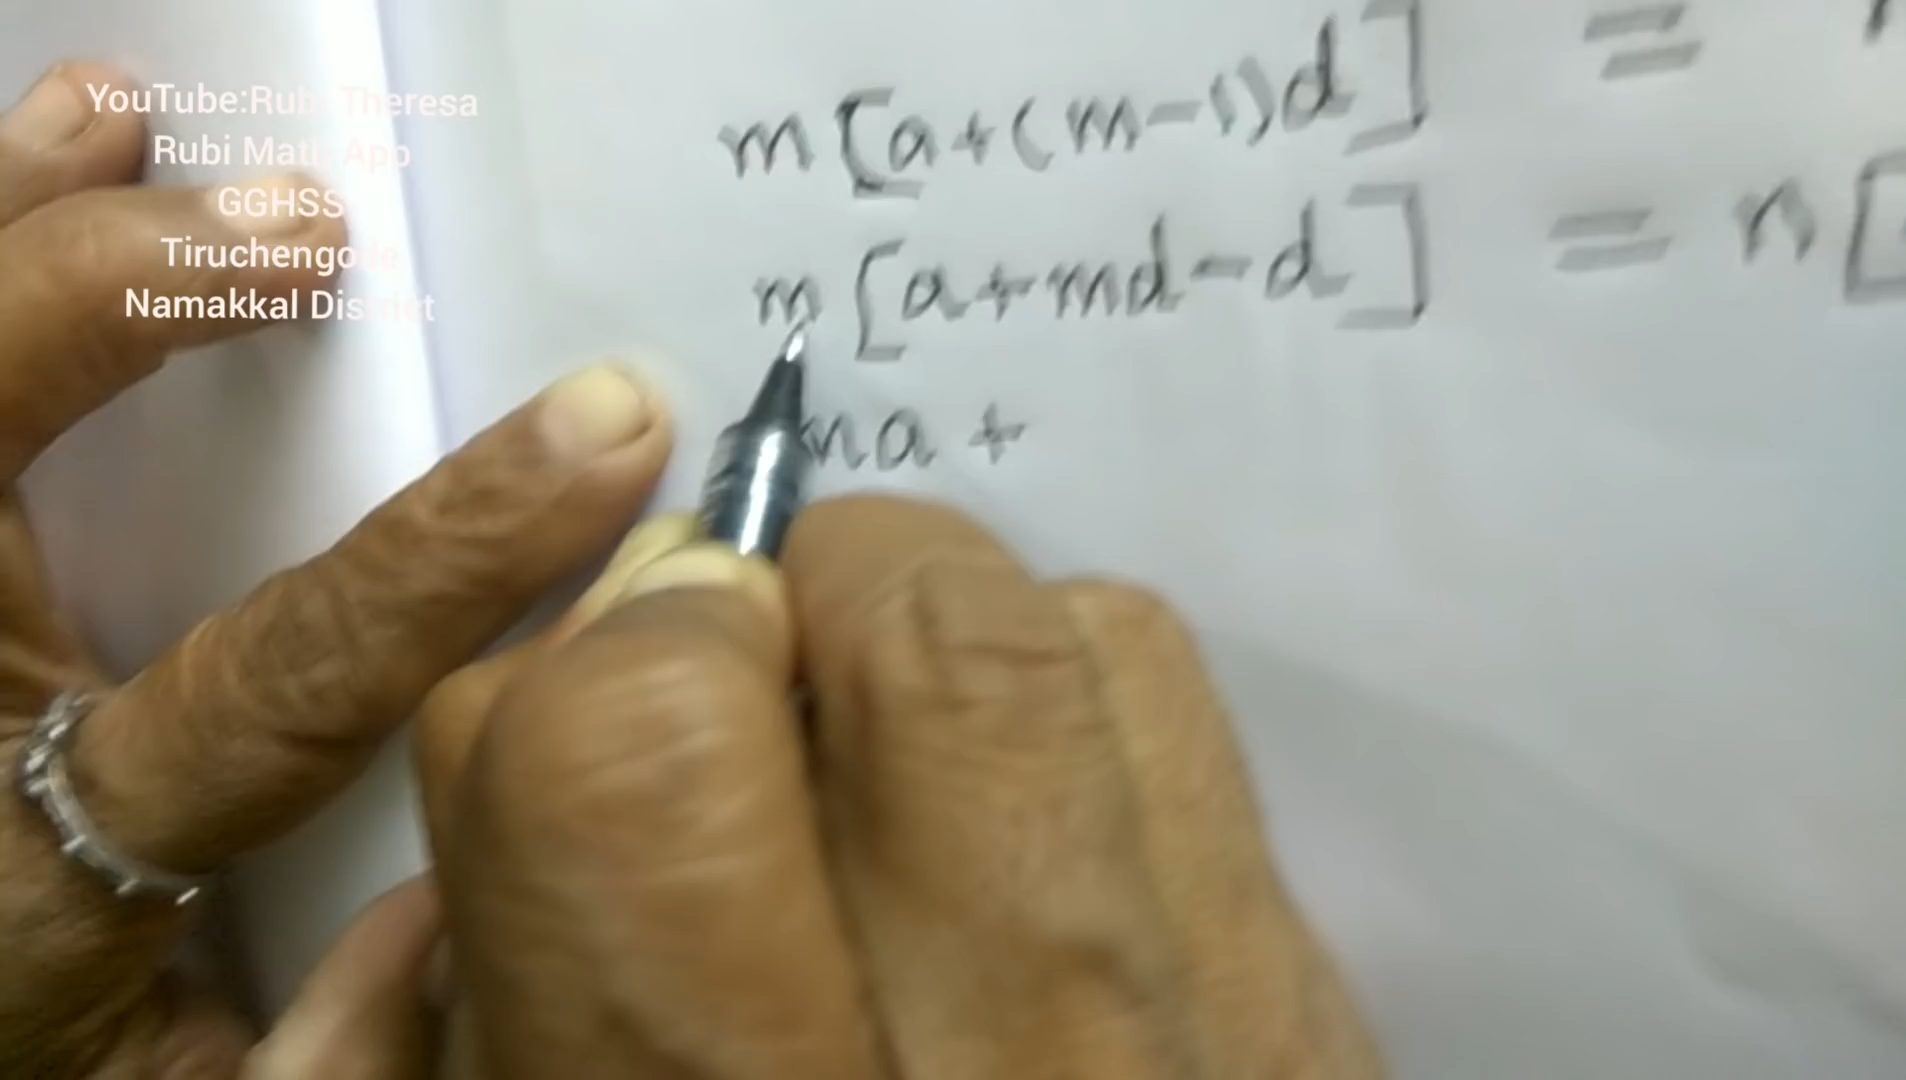 YouTube:Rubi Theresa
Rubi Math App
GGHSS
Tiruchengode
Namakkal District
m[a+(m-1)d] =
m[a+md-d] = n[
ma +